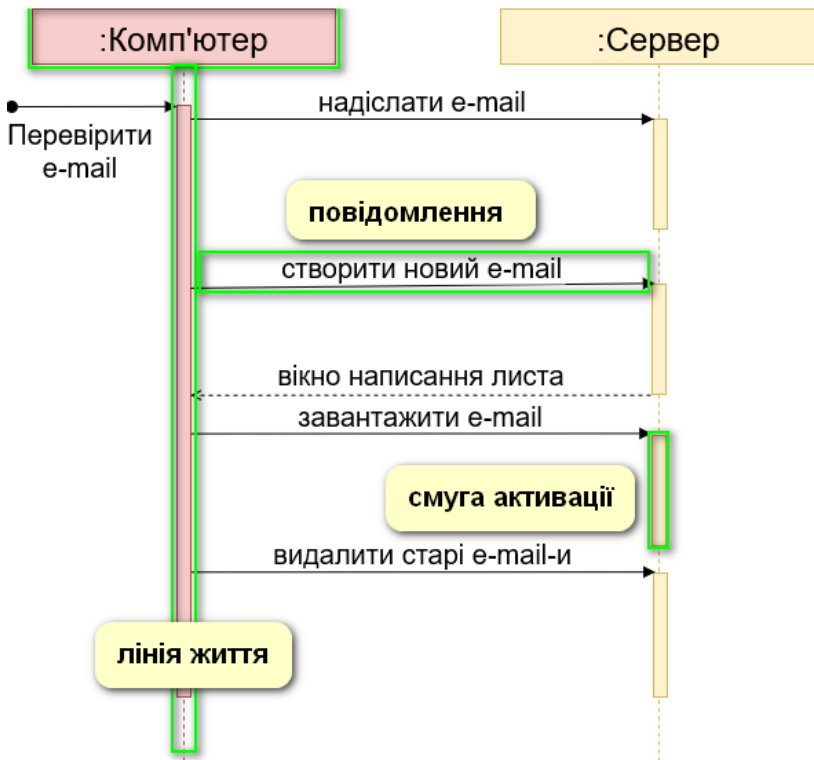 :Комп'ютер
:Сервер
надіслати e-mail
Перевірити
e-mail
повідомлення
створити новий e-mail
вікно написання листа
завантажити e-mail
смуга активації
видалити старі e-mail-и
лінія життя